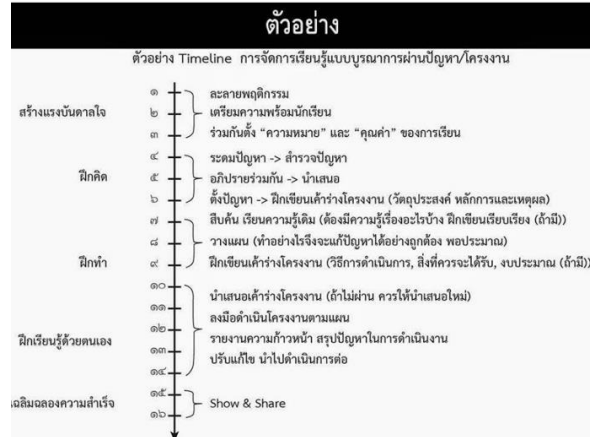 ตัวอย่าง
ตัวอย่าง Timeline การจัดการเรียนรู้แบบบูรณาการผ่านปัญหา/โครงงาน
สร้างแรงบันดาลใจ
๑ ละลายพฤติกรรม
๒ เตรียมความพร้อมนักเรียน
๓ ร่วมกันตั้ง “ความหมาย” และ “คุณค่า” ของการเรียน
ฝึกคิด
๔ ระดมปัญหา -> สำรวจปัญหา
๕ อภิปรายร่วมกัน -> นำเสนอ
๖ ตั้งปัญหา -> ฝึกเขียนเค้าร่างโครงงาน (วัตถุประสงค์ หลักการและเหตุผล)
ฝึกทำ
๗ สืบค้น เรียนความรู้เดิม (ต้องมีความรู้เรื่องอะไรบ้าง ฝึกเขียนเรียบเรียง (ถ้ามี))
๘ วางแผน (ทำอย่างไรจึงจะแก้ปัญหาได้อย่างถูกต้อง พอประมาณ)
๙ ฝึกเขียนเค้าร่างโครงงาน (วิธีการดำเนินการ, สิ่งที่ควรจะได้รับ, งบประมาณ (ถ้ามี))
ฝึกเรียนรู้ด้วยตนเอง
๑๐
๑๑
๑๒
๑๓
๑๔
นำเสนอเค้าร่างโครงงาน (ถ้าไม่ผ่าน ควรให้นำเสนอใหม่)
ลงมือดำเนินโครงงานตามแผน
รายงานความก้าวหน้า สรุปปัญหาในการดำเนินงาน
ปรับแก้ไข นำไปดำเนินการต่อ
เฉลิมฉลองความสำเร็จ
๑๕
๑๖
Show & Share